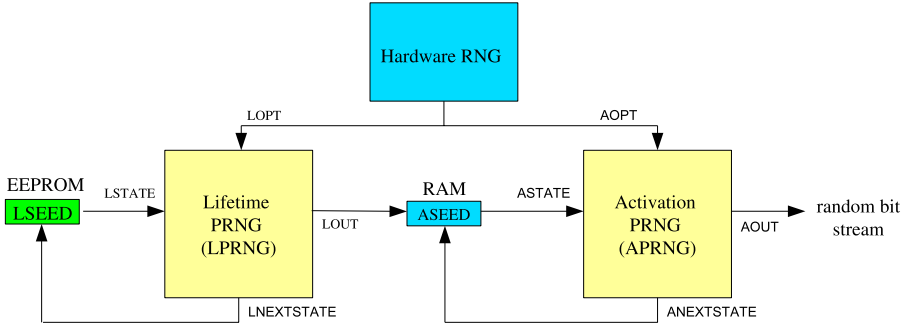 Hardware RNG
LOPT
AOPT
EEPROM
LSEED
LSTATE
Lifetime
PRNG
(LPRNG)
LOUT
RAM
ASEED
ASTATE
Activation
PRNG
(APRNG)
AOUT
random bit
stream
LNEXTSTATE
ANEXTSTATE